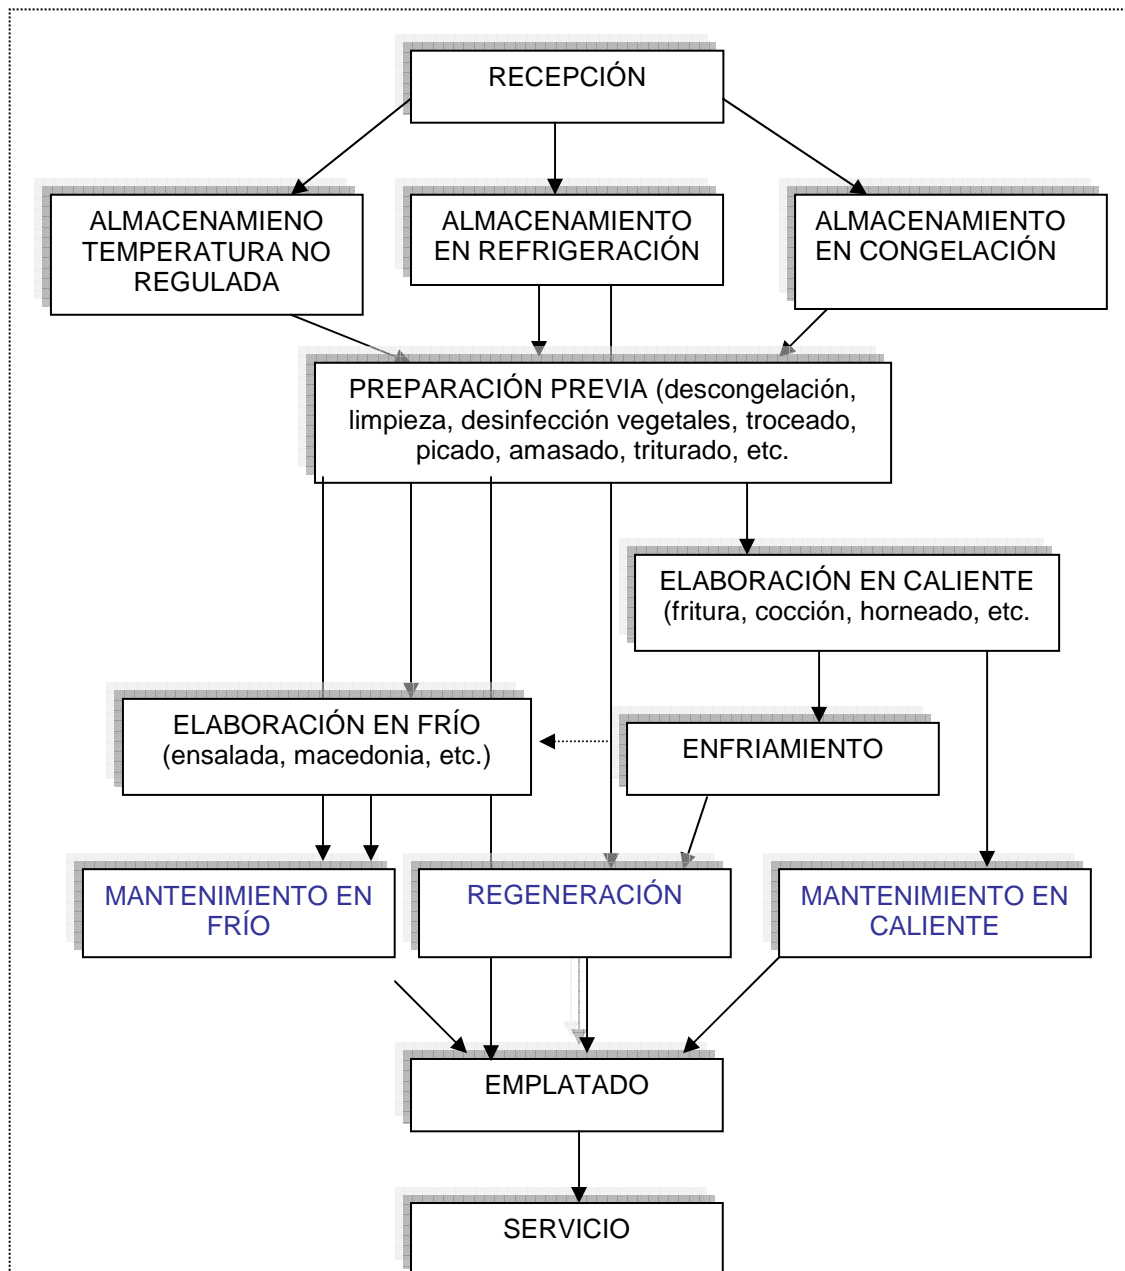 RECEPCIÓN
ALMACENAMIENO
TEMPERATURA NO
REGULADA
ALMACENAMIENTO
EN REFRIGERACIÓN
ALMACENAMIENTO
EN CONGELACIÓN
PREPARACIÓN PREVIA (descongelación,
limpieza, desinfección vegetales, troceado,
picado, amasado, triturado, etc.
ELABORACIÓN EN CALIENTE
(fritura, cocción, horneado, etc.
ELABORACIÓN EN FRÍO
(ensalada, macedonia, etc.)
ENFRIAMIENTO
MANTENIMIENTO EN
FRÍO
REGENERACIÓN
MANTENIMIENTO EN
CALIENTE
EMPLATADO
SERVICIO